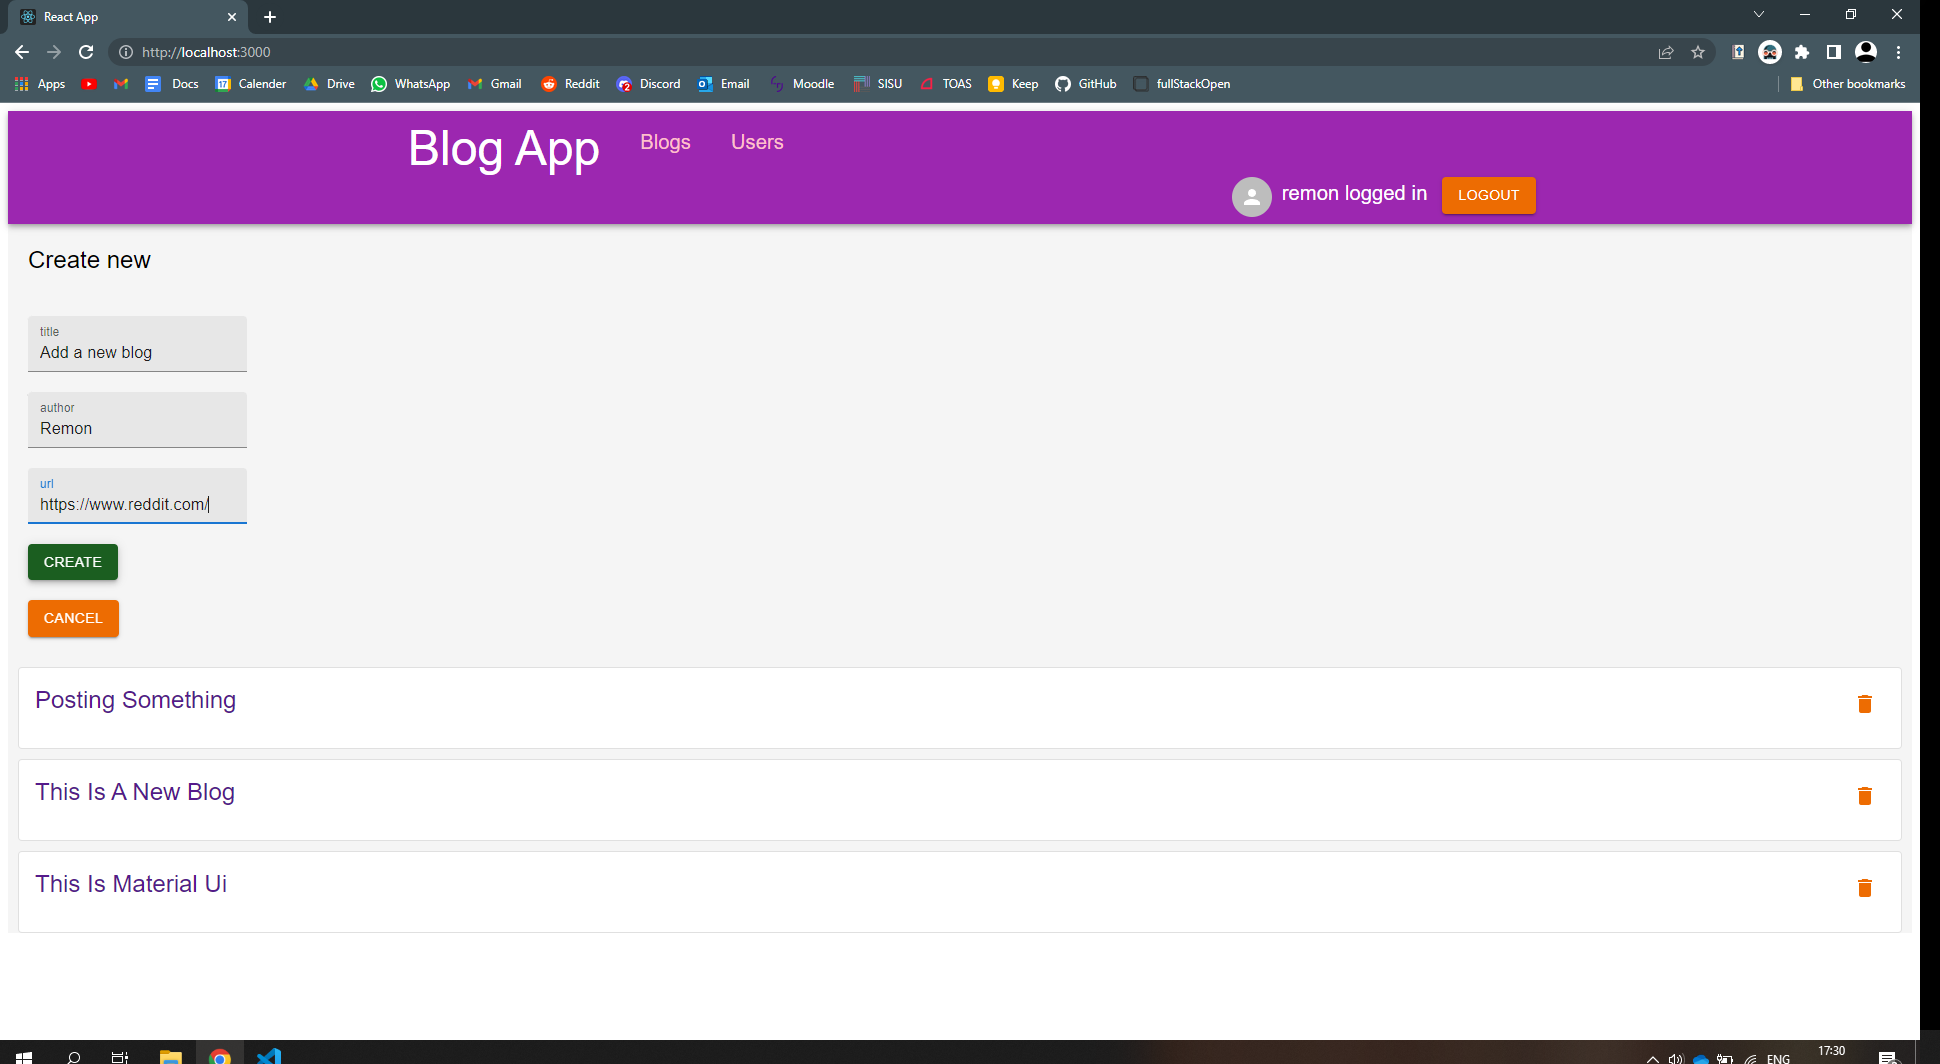 React App
http://localhost:3000
Apps Docs 17 Calender Drive WhatsApp Gmail Reddit 2 Discord Email Moodle SISU TOAS Keep GitHub fullStackOpen Other bookmarks
Blog App Blogs Users
remon logged in LOGOUT
Create new
title
Add a new blog
author
Remon
url
https://www.reddit.com/
CREATE
CANCEL
Posting Something
This Is A New Blog
This Is Material Ui
ENG 17:30